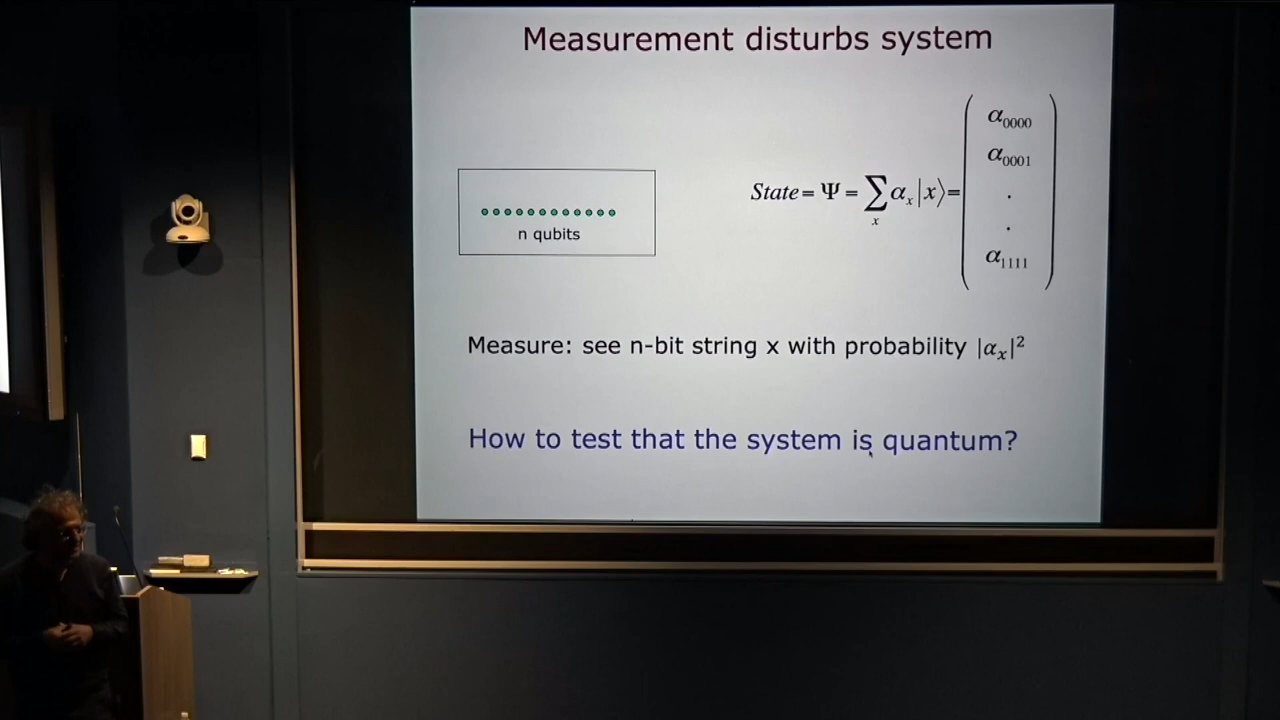 Measurement disturbs system
n qubits
State = Ψ = ∑ₓ αₓ|x⟩ =
α₀₀₀₀
α₀₀₀₁
.
.
α₁₁₁₁
Measure: see n-bit string x with probability |αₓ|²
How to test that the system is quantum?